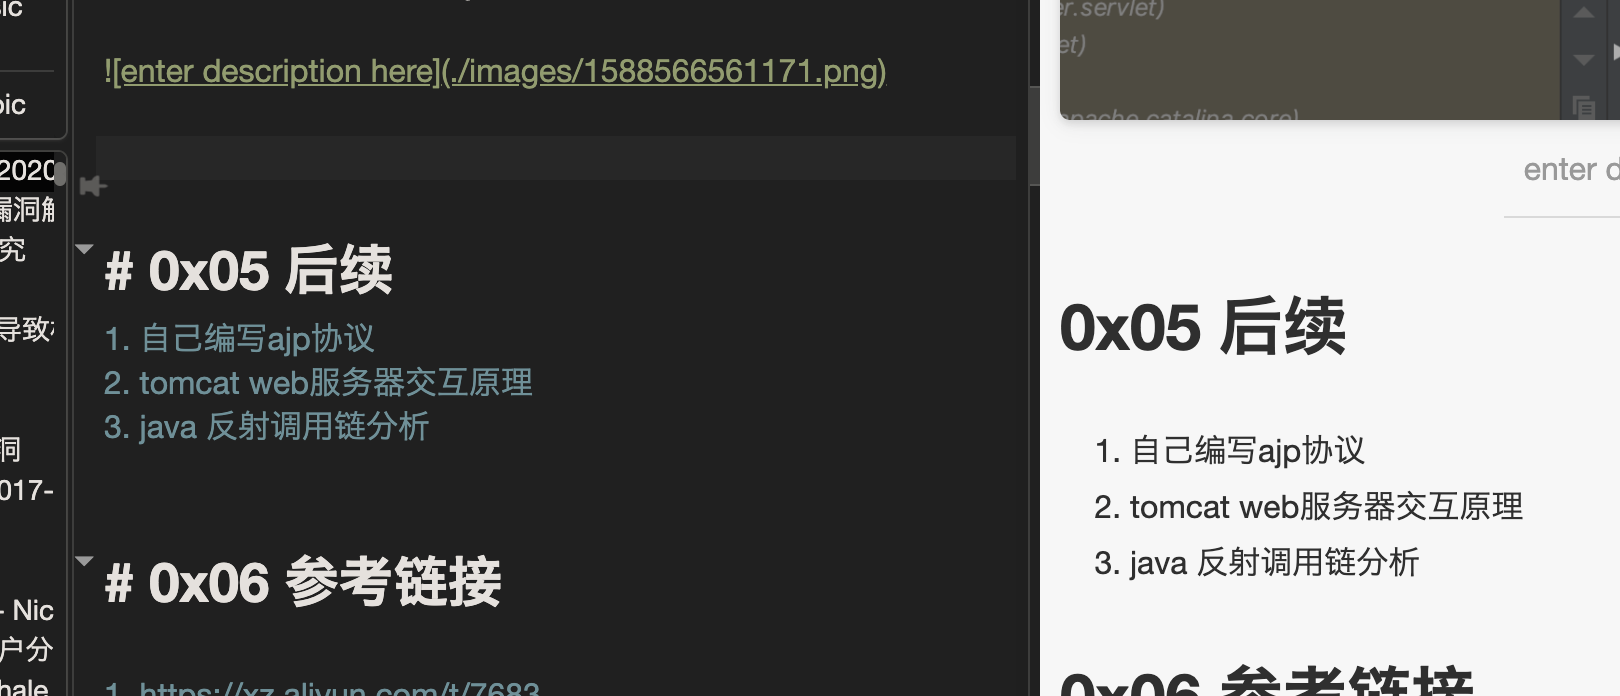 2020
漏洞
究
导致
洞
017-
- Nic
户分
hale
![enter description here](./images/1588566561171.png)
# 0x05 后续
1. 自己编写ajp协议
2. tomcat web服务器交互原理
3. java 反射调用链分析
# 0x06 参考链接
1. https://xz.aliyun.com/t/7683
er.servlet)
et)
apache.catalina.core)
enter
0x05 后续
1. 自己编写ajp协议
2. tomcat web服务器交互原理
3. java 反射调用链分析
0x06 参考链接